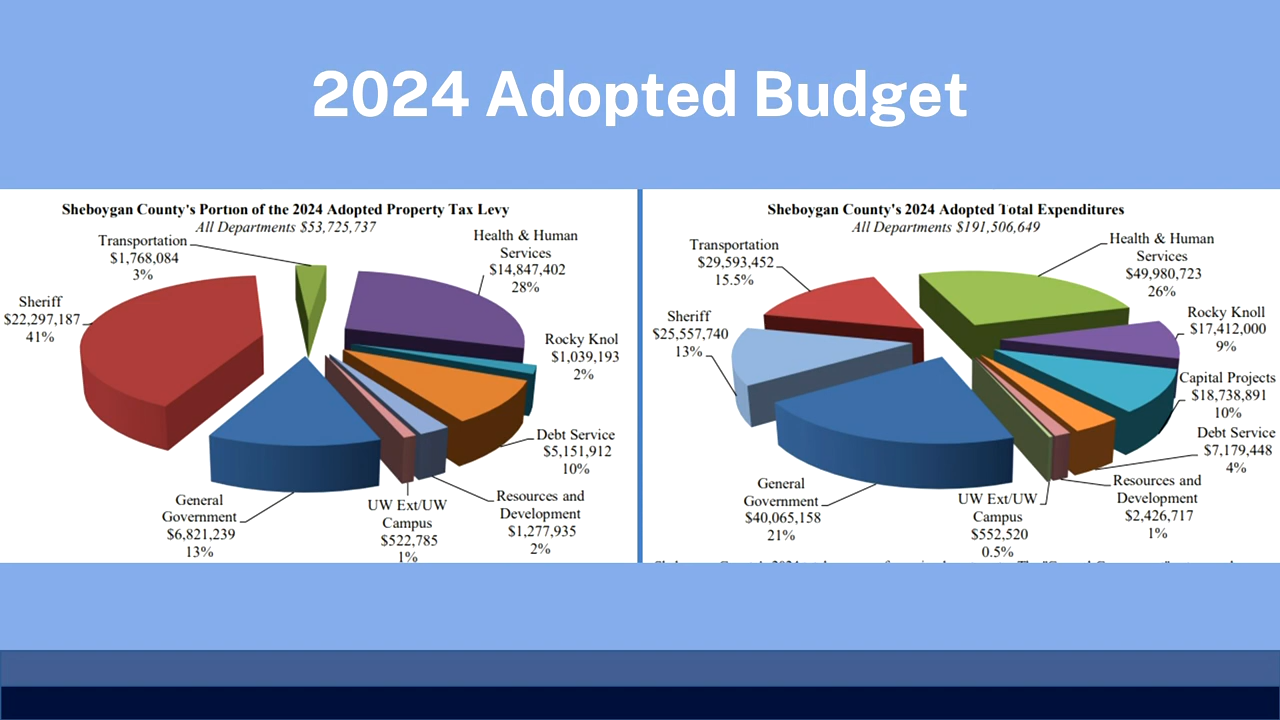 2024 Adopted Budget
Sheboygan County's Portion of the 2024 Adopted Property Tax Levy
All Departments $53,725,737
Transportation
$1,768,084
3%
Health & Human
Services
$14,847,402
28%
Sheriff
$22,297,187
41%
Rocky Knol
$1,039,193
2%
Debt Service
$5,151,912
10%
Resources and
Development
$1,277,935
2%
UW Ext/UW
Campus
$522,785
1%
General
Government
$6,821,239
13%
Sheboygan County's 2024 Adopted Total Expenditures
All Departments $191,506,649
Transportation
$29,593,452
15.5%
Health & Human
Services
$49,980,723
26%
Sheriff
$25,557,740
13%
Rocky Knoll
$17,412,000
9%
Capital Projects
$18,738,891
10%
Debt Service
$7,179,448
4%
Resources and
Development
$2,426,717
1%
UW Ext/UW
Campus
$552,520
0.5%
General
Government
$40,065,158
21%